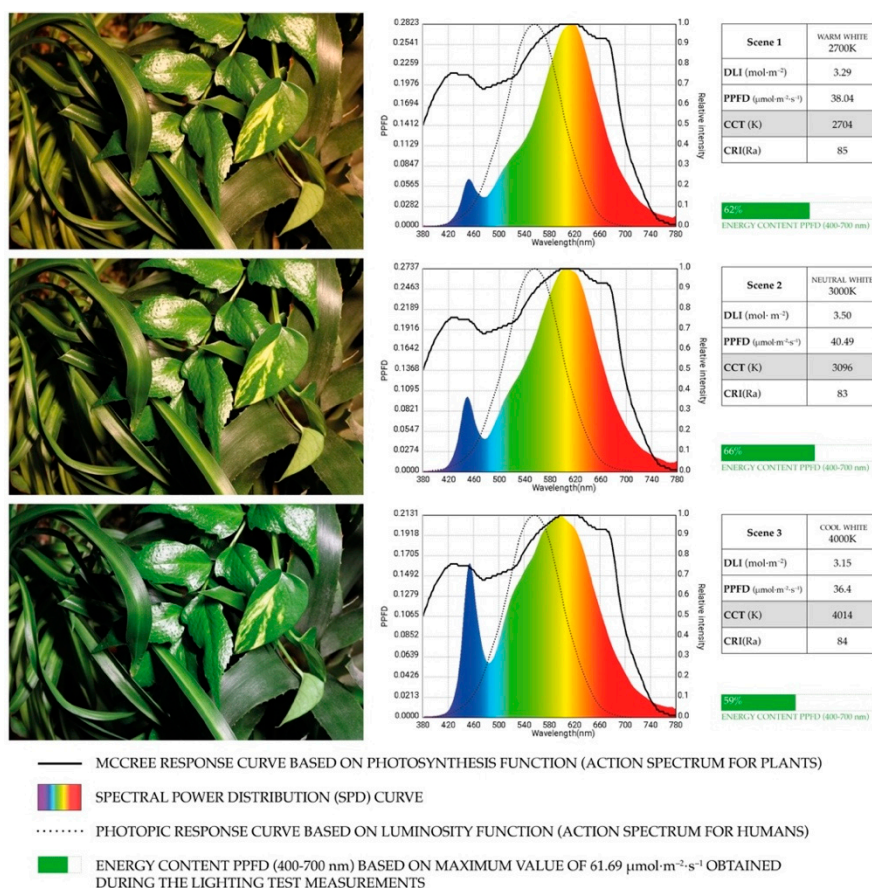 0.2823
0.2541
0.2259
0.1976
0.1694
0.1412
0.1129
0.0847
0.0565
0.0282
0.0000
PPFD
380 420 460 500 540 580 620 660 700 740 780
Wavelength(nm)
1.0
0.9
0.8
0.7
0.6
0.5
0.4
0.3
0.2
0.1
0.0
Relative intensity
Scene 1 WARM WHITE
2700K
DLI (mol·m⁻²) 3.29
PPFD (μmol·m⁻²·s⁻¹) 38.04
CCT (K) 2704
CRI(Ra) 85
62%
ENERGY CONTENT PPFD (400-700 nm)
0.2737
0.2463
0.2189
0.1916
0.1642
0.1368
0.1095
0.0821
0.0547
0.0274
0.0000
PPFD
380 420 460 500 540 580 620 660 700 740 780
Wavelength(nm)
1.0
0.9
0.8
0.7
0.6
0.5
0.4
0.3
0.2
0.1
0.0
Relative intensity
Scene 2 NEUTRAL WHITE
3000K
DLI (mol· m⁻²) 3.50
PPFD (μmol·m⁻²·s⁻¹) 40.49
CCT (K) 3096
CRI(Ra) 83
66%
ENERGY CONTENT PPFD (400-700 nm)
0.2131
0.1918
0.1705
0.1492
0.1279
0.1065
0.0852
0.0639
0.0426
0.0213
0.0000
PPFD
380 420 460 500 540 580 620 660 700 740 780
Wavelength(nm)
1.0
0.9
0.8
0.7
0.6
0.5
0.4
0.3
0.2
0.1
0.0
Relative intensity
Scene 3 COOL WHITE
4000K
DLI (mol·m⁻²) 3.15
PPFD (μmol·m⁻²·s⁻¹) 36.4
CCT (K) 4014
CRI(Ra) 84
59%
ENERGY CONTENT PPFD (400-700 nm)
MCCREE RESPONSE CURVE BASED ON PHOTOSYNTHESIS FUNCTION (ACTION SPECTRUM FOR PLANTS)
SPECTRAL POWER DISTRIBUTION (SPD) CURVE
PHOTOPIC RESPONSE CURVE BASED ON LUMINOSITY FUNCTION (ACTION SPECTRUM FOR HUMANS)
ENERGY CONTENT PPFD (400-700 nm) BASED ON MAXIMUM VALUE OF 61.69 μmol·m⁻²·s⁻¹ OBTAINED
DURING THE LIGHTING TEST MEASUREMENTS